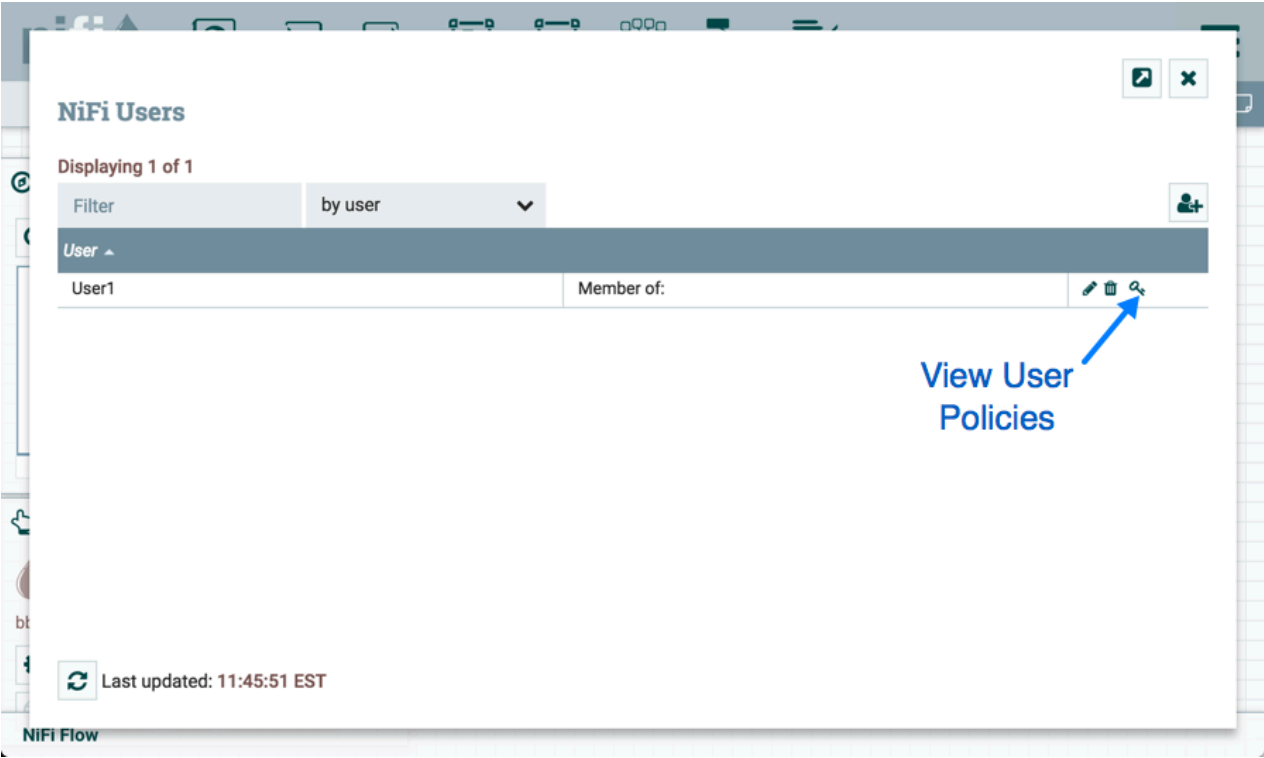 NiFi Users
Displaying 1 of 1
Filter by user
User
User1 Member of:
View User
Policies
Last updated: 11:45:51 EST
NiFi Flow